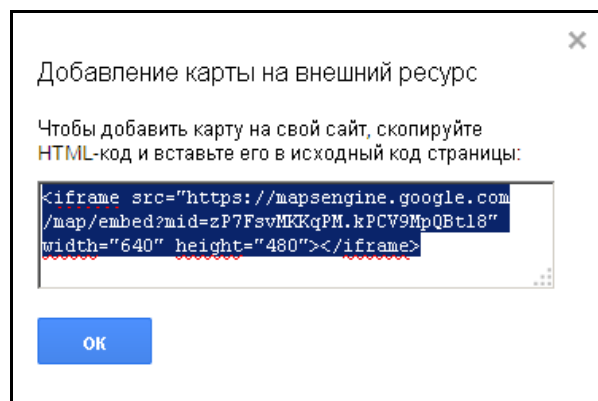 Добавление карты на внешний ресурс
Чтобы добавить карту на свой сайт, скопируйте
HTML-код и вставьте его в исходный код страницы:
<iframe src="https://mapsengine.google.com
/map/embed?mid=zP7FsvMKKqPM.kPCV9MpQBtl8"
width="640" height="480"></iframe>
ОК